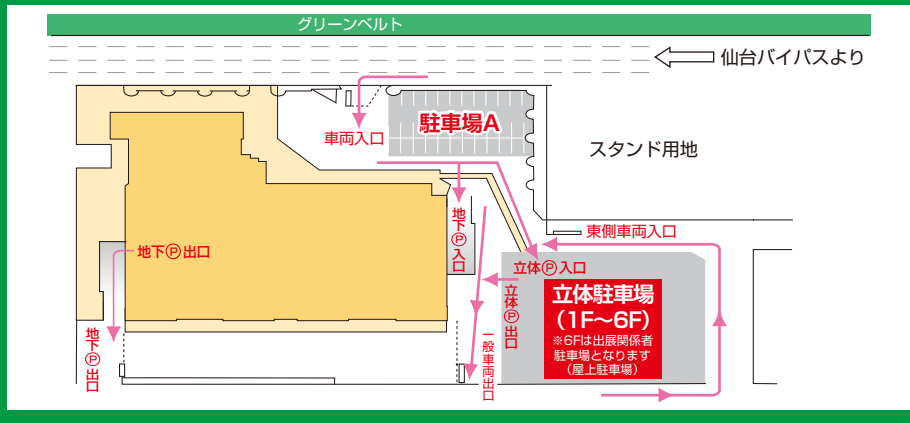 グリーンベルト
仙台バイパスより
駐車場A
車両入口
スタンド用地
地下Ⓟ入口
東側車両入口
地下Ⓟ出口
立体Ⓟ入口
立体駐車場
(1F〜6F)
※6Fは出展関係者
駐車場となります
(屋上駐車場)
立体Ⓟ出口
地下Ⓟ出口
一般車両出口